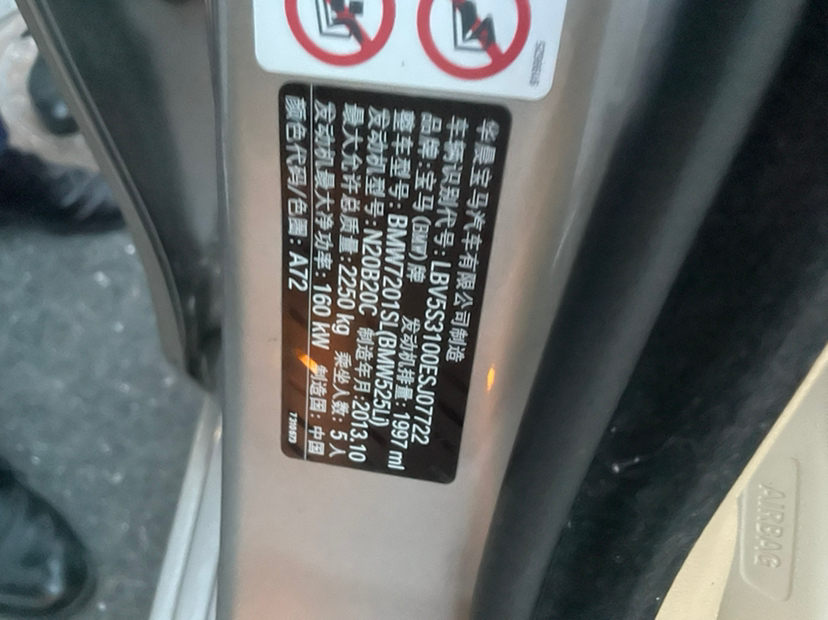 华晨宝马汽车有限公司制造
车辆识别代号: LBV5S3100ESJ07722
品牌: 宝马 (BMW) 牌 发动机排量: 1997 ml
整车型号: BMW7201SL(BMW525Li)
发动机型号: N20B20C 制造年月: 2013.10
最大允许总质量: 2250 kg 乘坐人数: 5 人
发动机最大净功率: 160 kW 制造国: 中国
颜色代码/色圈: A72
AIRBAG